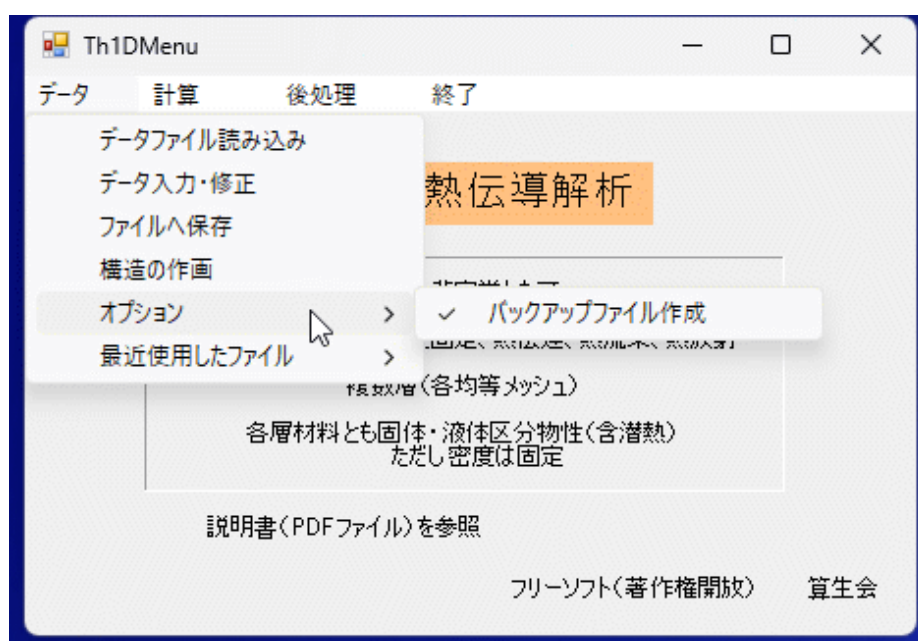 Th1DMenu
データ 計算 後処理 終了
データファイル読み込み
データ入力・修正
熱伝導解析
ファイルへ保存
構造の作画
オプション
バックアップファイル作成
最近使用したファイル
複数層(各均等メッシュ)
各層材料とも固体・液体区分物性(含潜熱)
ただし密度は固定
説明書(PDFファイル)を参照
フリーソフト(著作権開放) 算生会